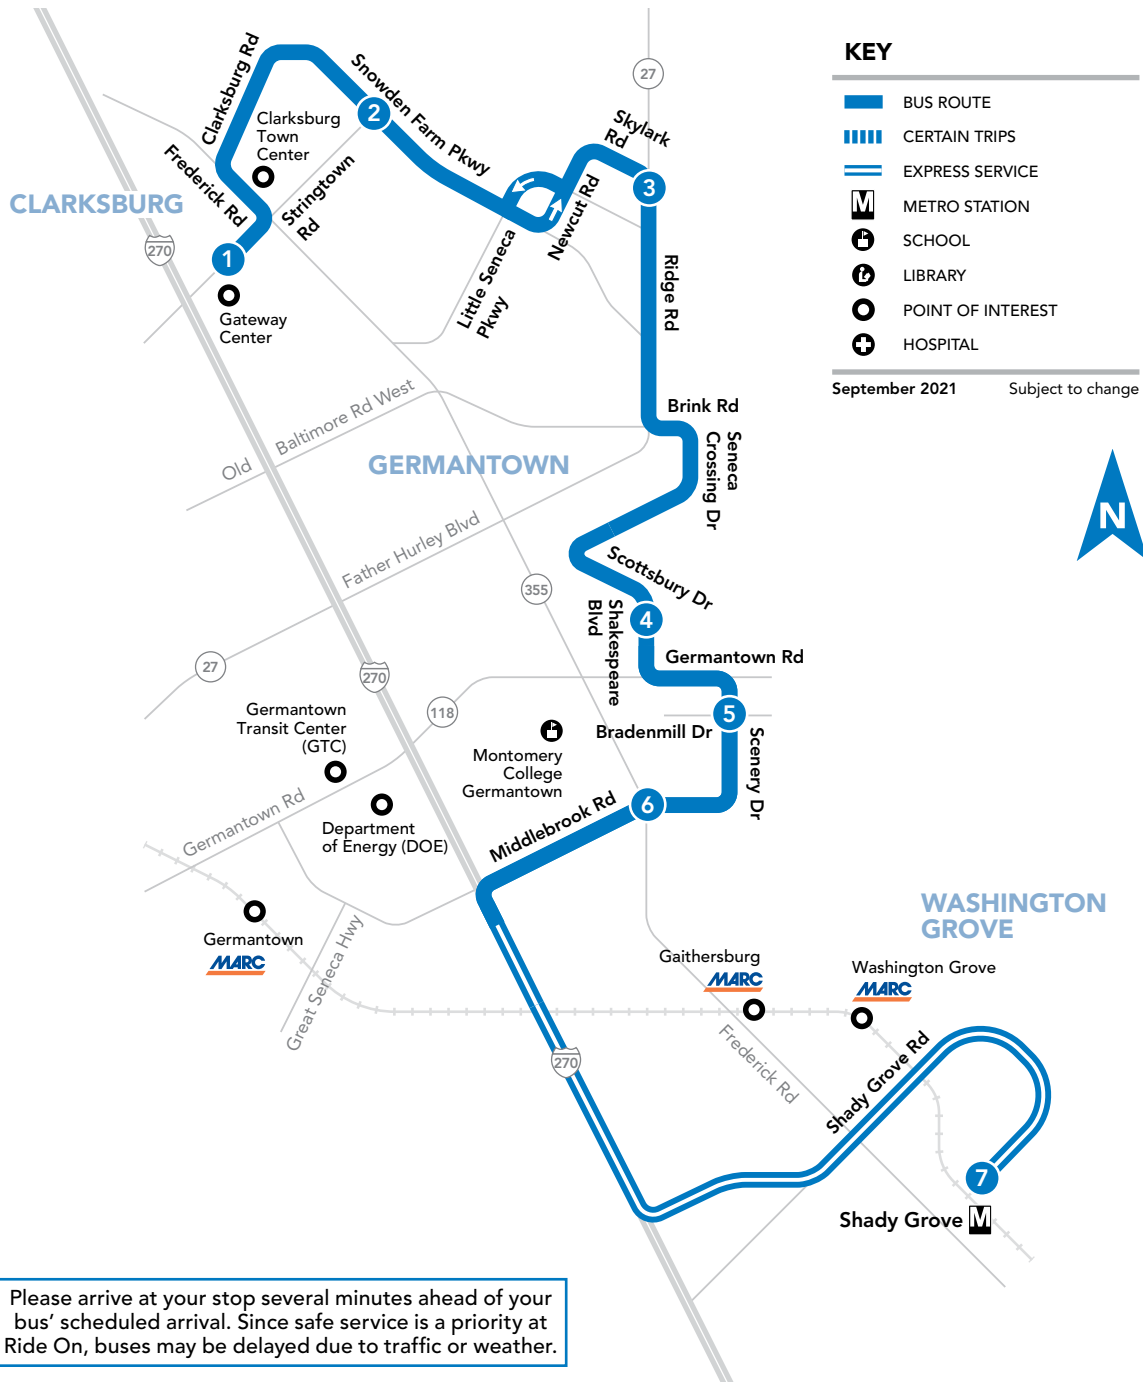 KEY
BUS ROUTE
CERTAIN TRIPS
EXPRESS SERVICE
M
METRO STATION
SCHOOL
LIBRARY
POINT OF INTEREST
HOSPITAL
September 2021
Subject to change
N
CLARKSBURG
Clarksburg Rd
Snowden Farm Pkwy
2
Clarksburg
Town
Center
Frederick Rd
Stringtown
Rd
270
1
Gateway
Center
27
Skylark
Rd
3
Newcut Rd
Little Seneca
Pkwy
Ridge Rd
Brink Rd
Seneca
Crossing Dr
Old
Baltimore Rd West
GERMANTOWN
Father Hurley Blvd
355
Scottsbury Dr
Shakespeare
Blvd
4
Germantown Rd
27
270
118
Germantown
Transit Center
(GTC)
Bradenmill Dr
5
Scenery Dr
Montomery
College
Germantown
6
Middlebrook Rd
Germantown Rd
Department
of Energy (DOE)
Germantown
MARC
Great Seneca Hwy
WASHINGTON
GROVE
Gaithersburg
MARC
Washington Grove
MARC
Frederick Rd
Shady Grove Rd
270
7
Shady Grove
M
Please arrive at your stop several minutes ahead of your
bus’ scheduled arrival. Since safe service is a priority at
Ride On, buses may be delayed due to traffic or weather.